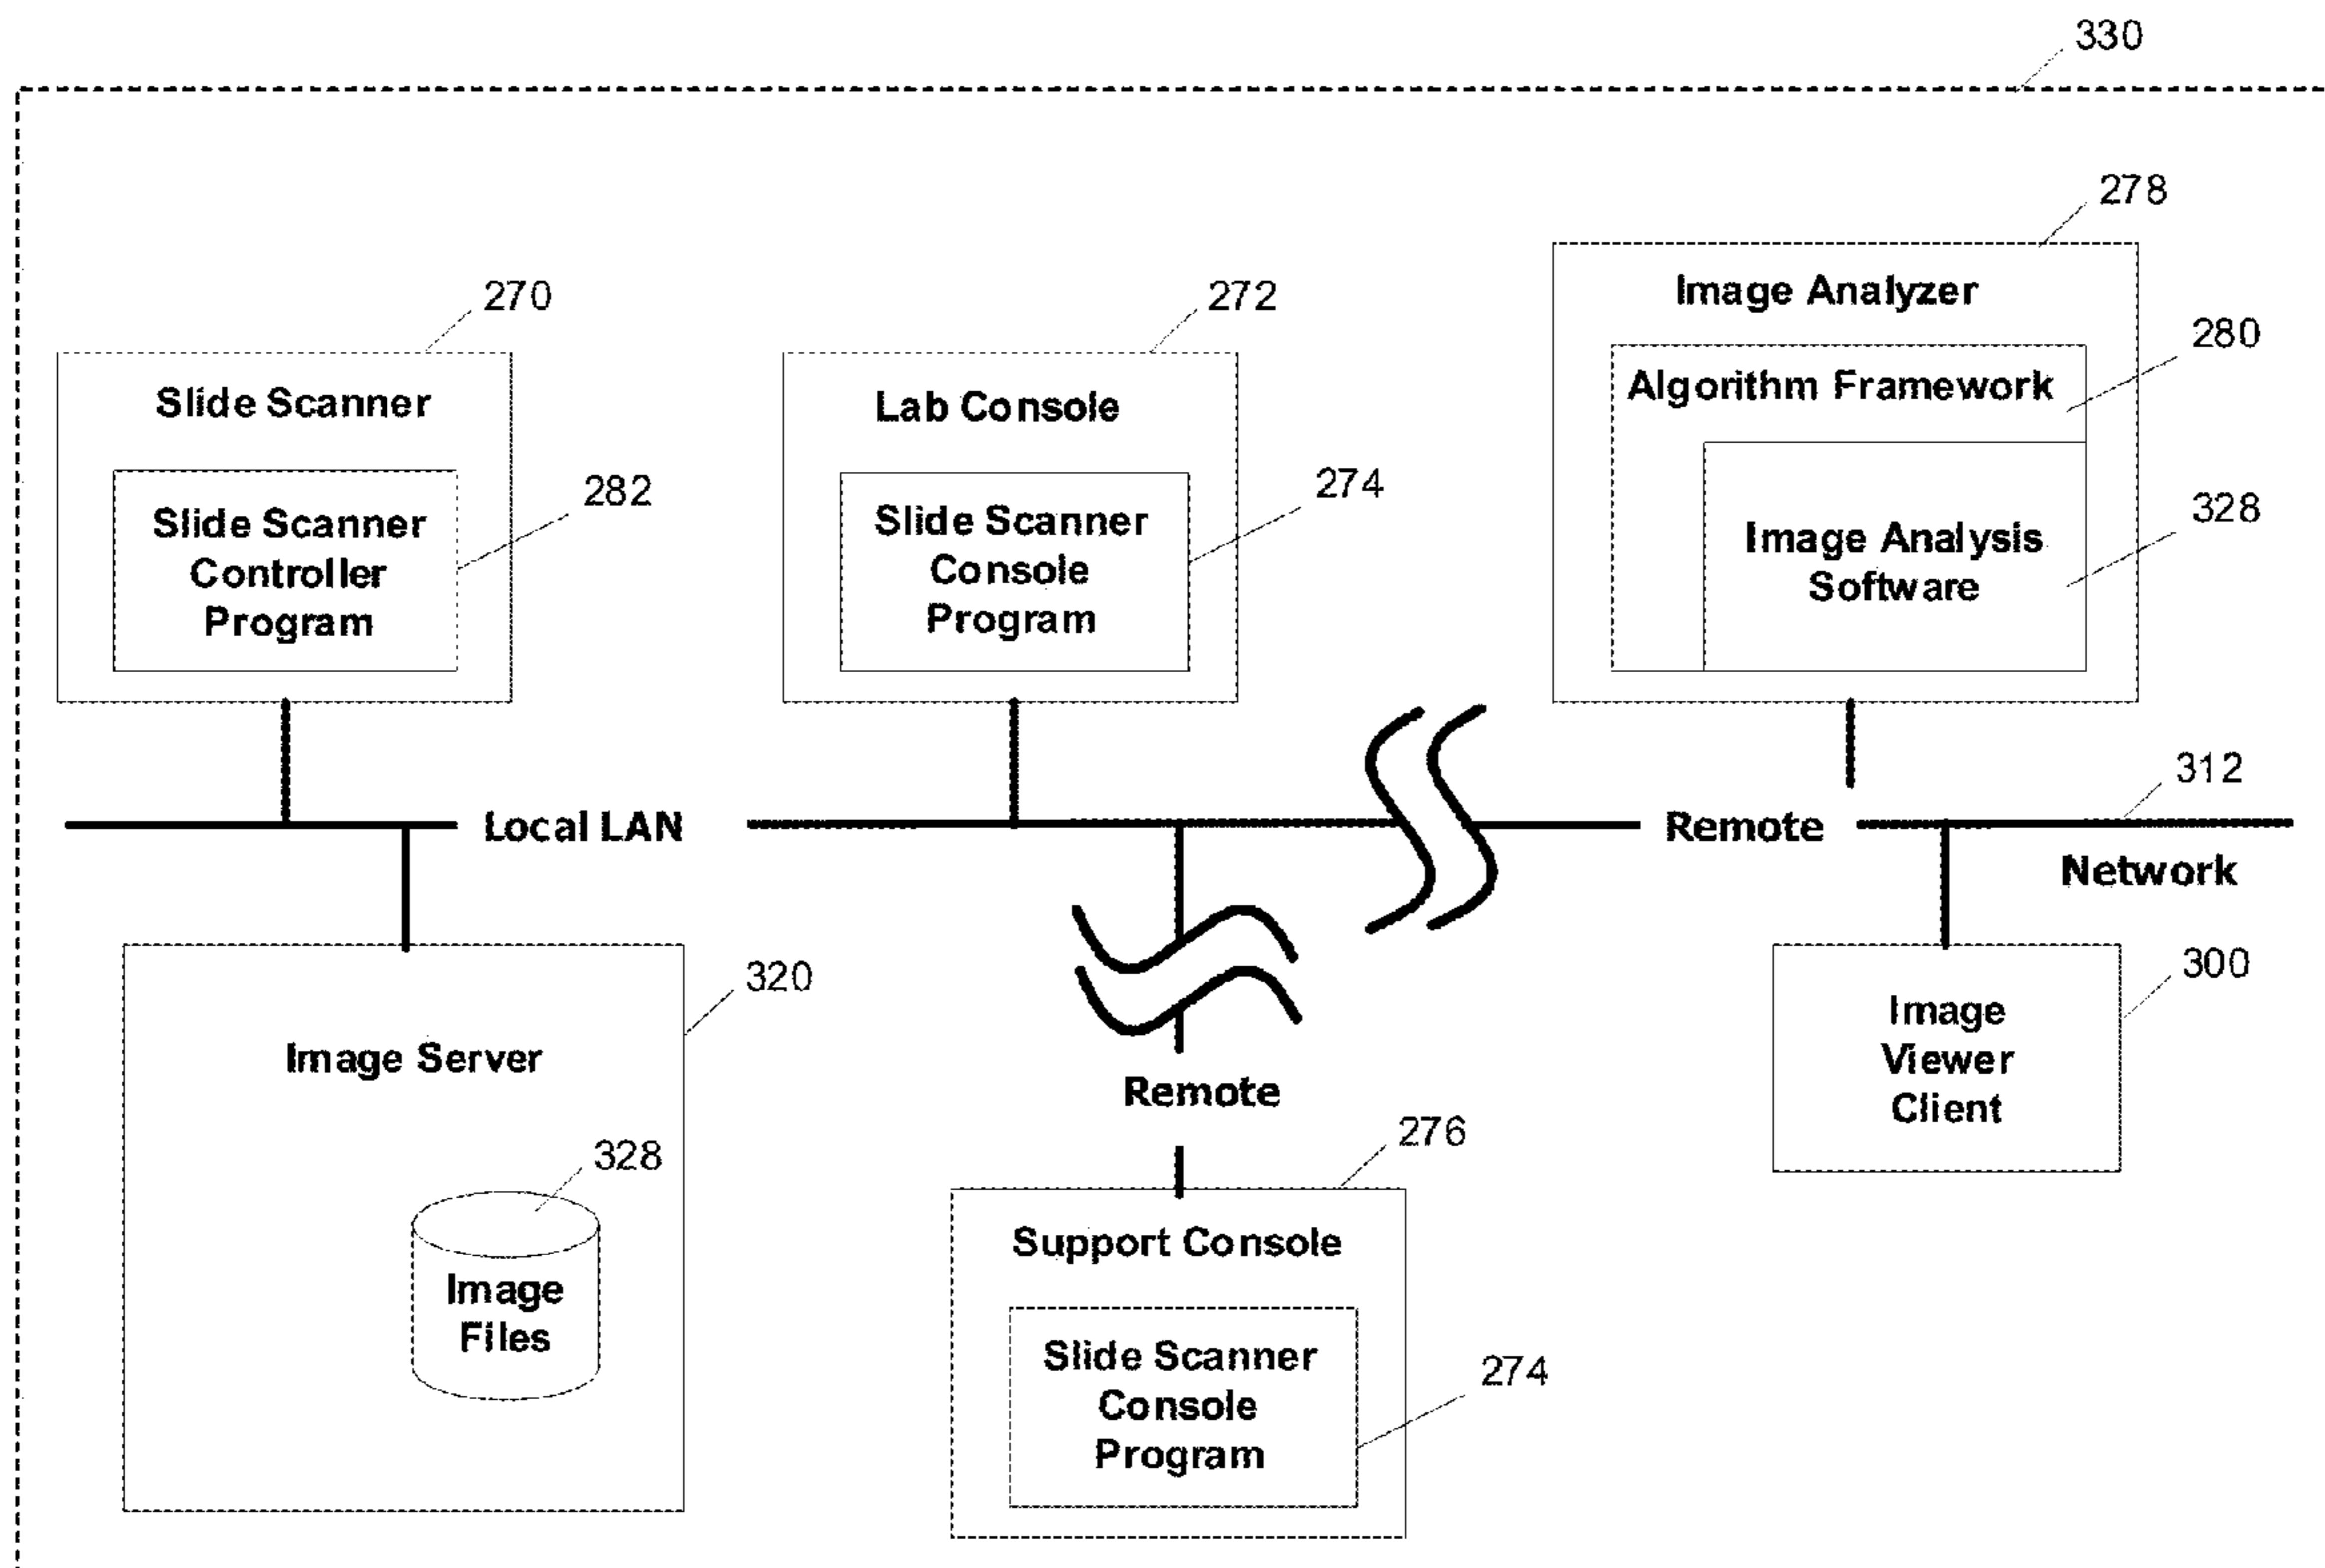 330
278
Image Analyzer
280
Algorithm Framework
328
Image Analysis
Software
270
Slide Scanner
282
Slide Scanner
Controller
Program
272
Lab Console
274
Slide Scanner
Console
Program
Local LAN
Remote
312
Network
320
Image Server
328
Image
Files
Remote
276
Support Console
274
Slide Scanner
Console
Program
300
Image
Viewer
Client